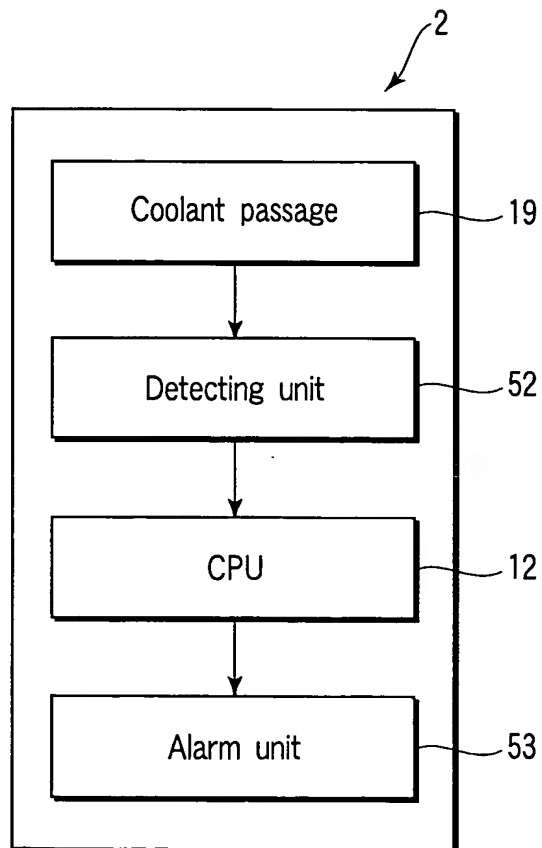 2
Coolant passage
19
Detecting unit
52
CPU
12
Alarm unit
53